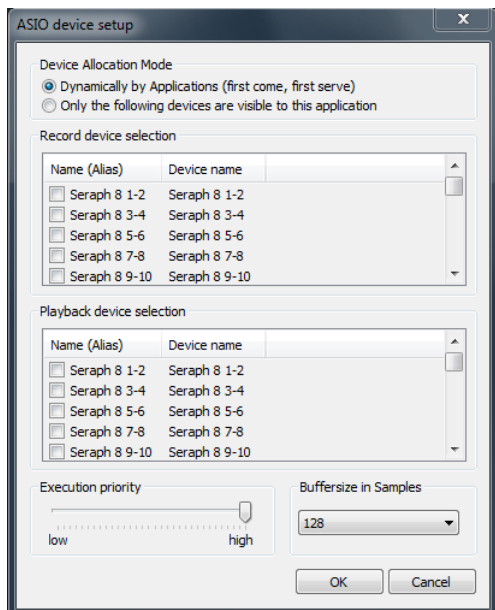 ASIO device setup
x
Device Allocation Mode
Dynamically by Applications (first come, first serve)
Only the following devices are visible to this application
Record device selection
Name (Alias) Device name
Seraph 8 1-2 Seraph 8 1-2
Seraph 8 3-4 Seraph 8 3-4
Seraph 8 5-6 Seraph 8 5-6
Seraph 8 7-8 Seraph 8 7-8
Seraph 8 9-10 Seraph 8 9-10
Playback device selection
Name (Alias) Device name
Seraph 8 1-2 Seraph 8 1-2
Seraph 8 3-4 Seraph 8 3-4
Seraph 8 5-6 Seraph 8 5-6
Seraph 8 7-8 Seraph 8 7-8
Seraph 8 9-10 Seraph 8 9-10
Execution priority Buffersize in Samples
128
low high
OK Cancel